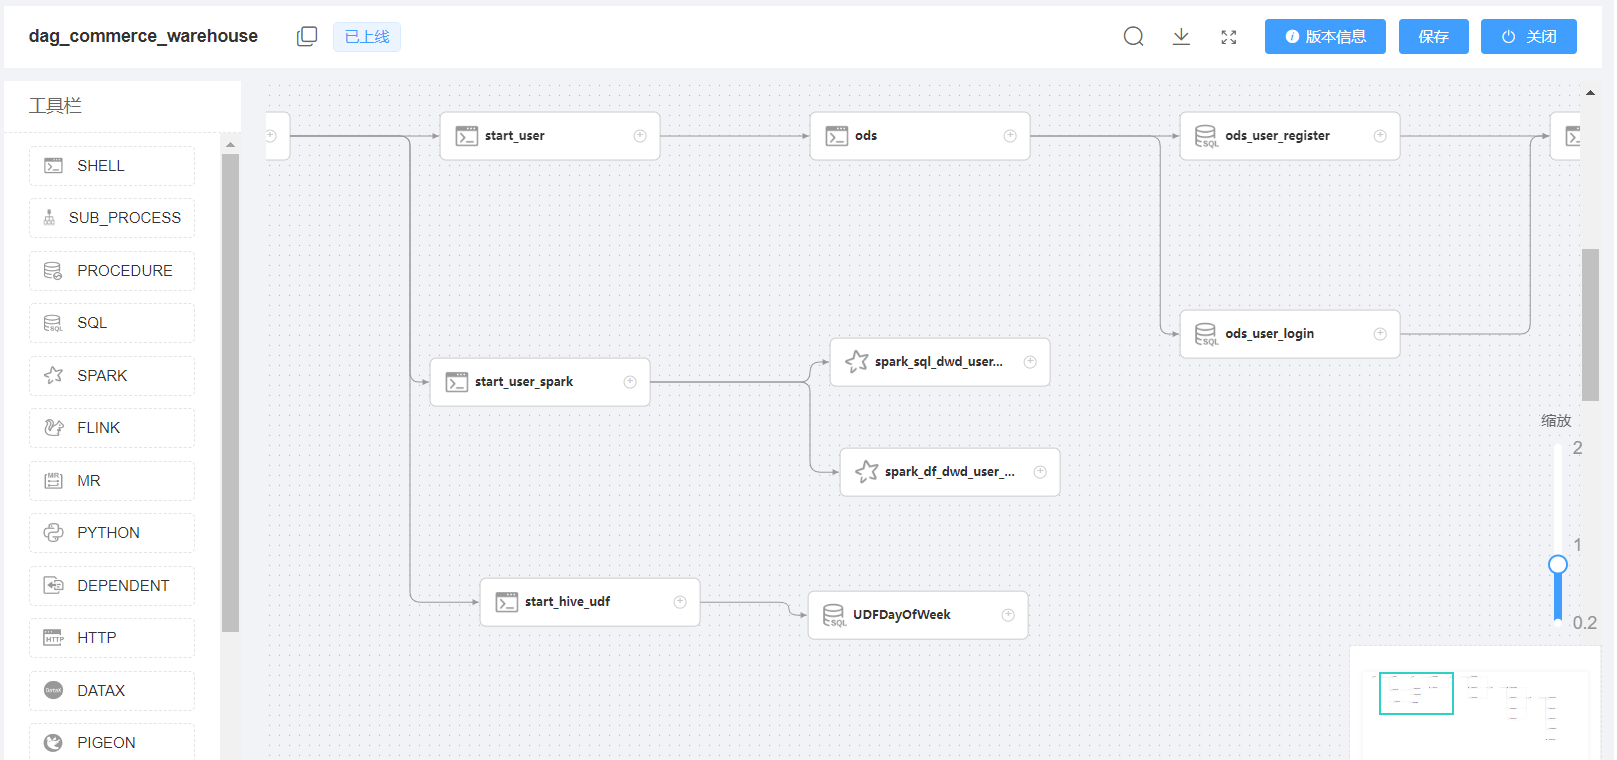 dag_commerce_warehouse
已上线
版本信息
保存
关闭
工具栏
SHELL
SUB_PROCESS
PROCEDURE
SQL
SPARK
FLINK
MR
PYTHON
DEPENDENT
HTTP
DATAX
PIGEON
start_user
ods
ods_user_register
ods_user_login
start_user_spark
spark_sql_dwd_user...
spark_df_dwd_user_...
start_hive_udf
UDFDayOfWeek
缩放
2
1
0.2